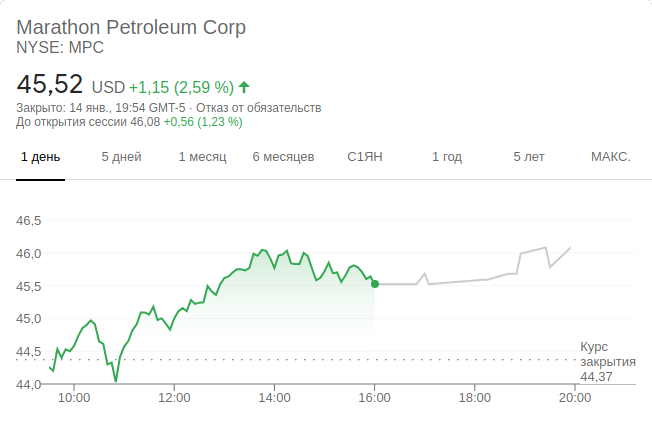 Marathon Petroleum Corp
NYSE: MPC
45,52 USD +1,15 (2,59 %)
Закрыто: 14 янв., 19:54 GMT-5 · Отказ от обязательств
До открытия сессии 46,08 +0,56 (1,23 %)
1 день 5 дней 1 месяц 6 месяцев С1ЯН 1 год 5 лет МАКС.
46,5
46,0
45,5
45,0
44,5
44,0
Курс
закрытия
44,37
10:00 12:00 14:00 16:00 18:00 20:00